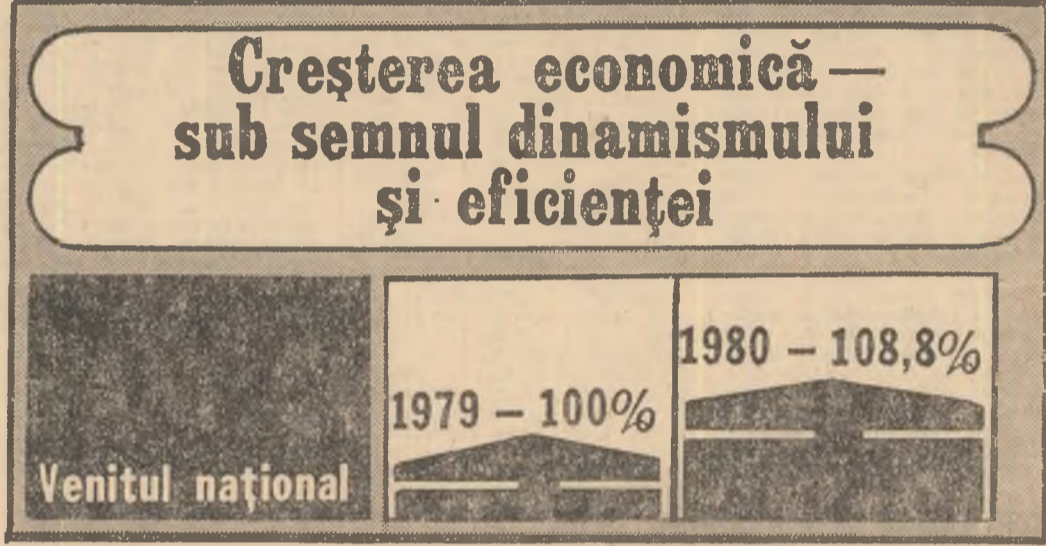 Creşterea economică —
sub semnul dinamismului
şi eficienţei
Venitul naţional
1979 – 100%
1980 – 108,8%